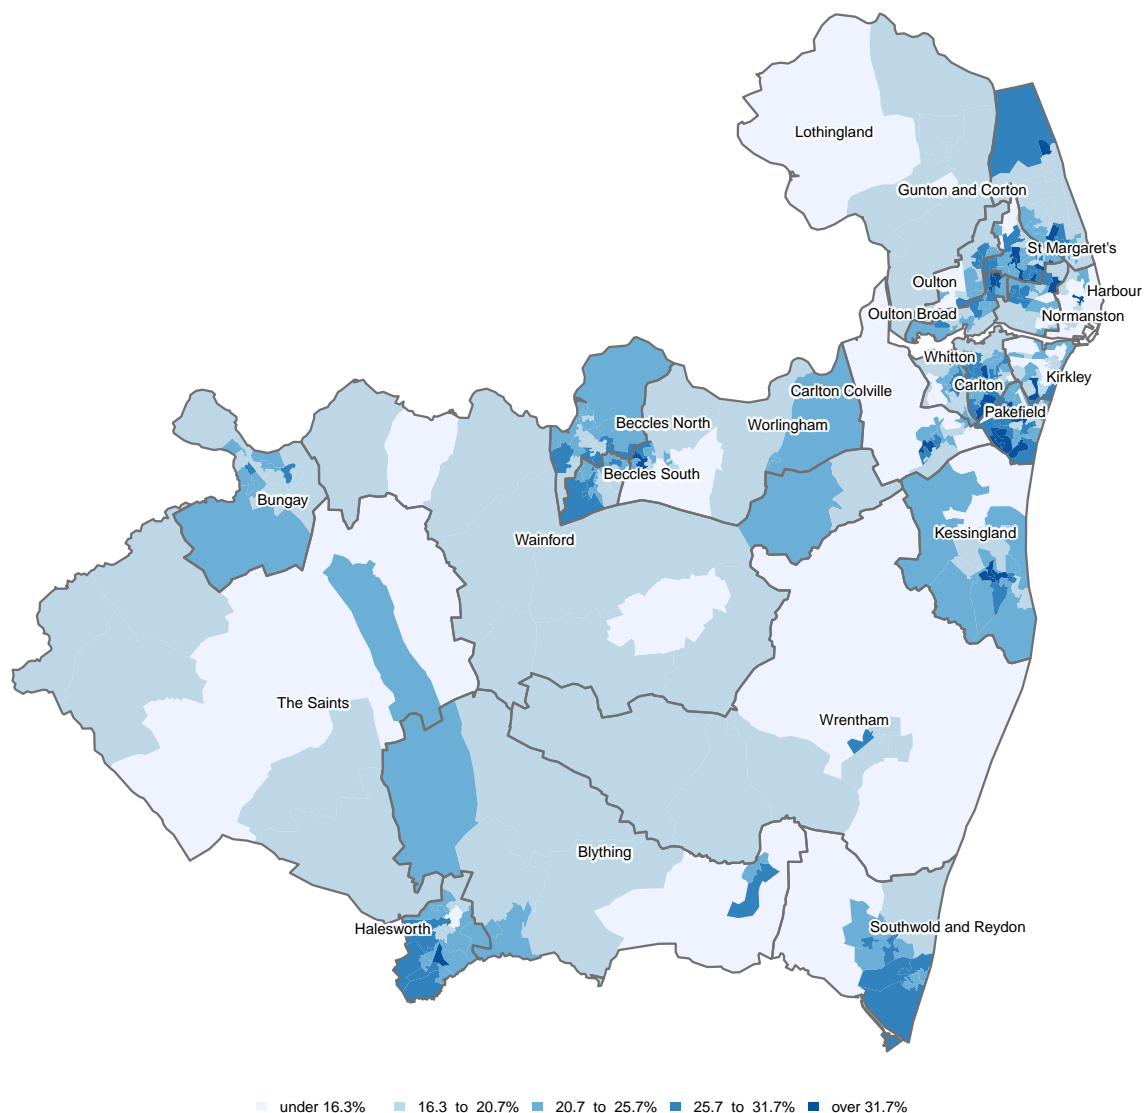 Lothingland
Gunton and Corton
St Margaret's
Oulton
Harbour
Oulton Broad
Normanston
Whitton
Kirkley
Carlton
Carlton Colville
Pakefield
Beccles North
Worlingham
Beccles South
Bungay
Kessingland
Wainford
The Saints
Wrentham
Blything
Halesworth
Southwold and Reydon
under 16.3% 16.3 to 20.7% 20.7 to 25.7% 25.7 to 31.7% over 31.7%